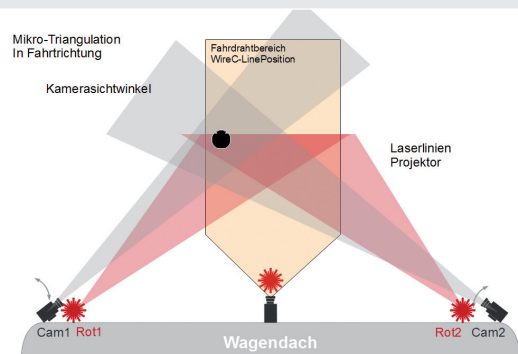 Mikro-Triangulation
In Fahrtrichtung
Fahrdrahtbereich
WireC-LinePosition
Kamerasichtwinkel
Laserlinien
Projektor
Cam1 Rot1
Rot2 Cam2
Wagendach